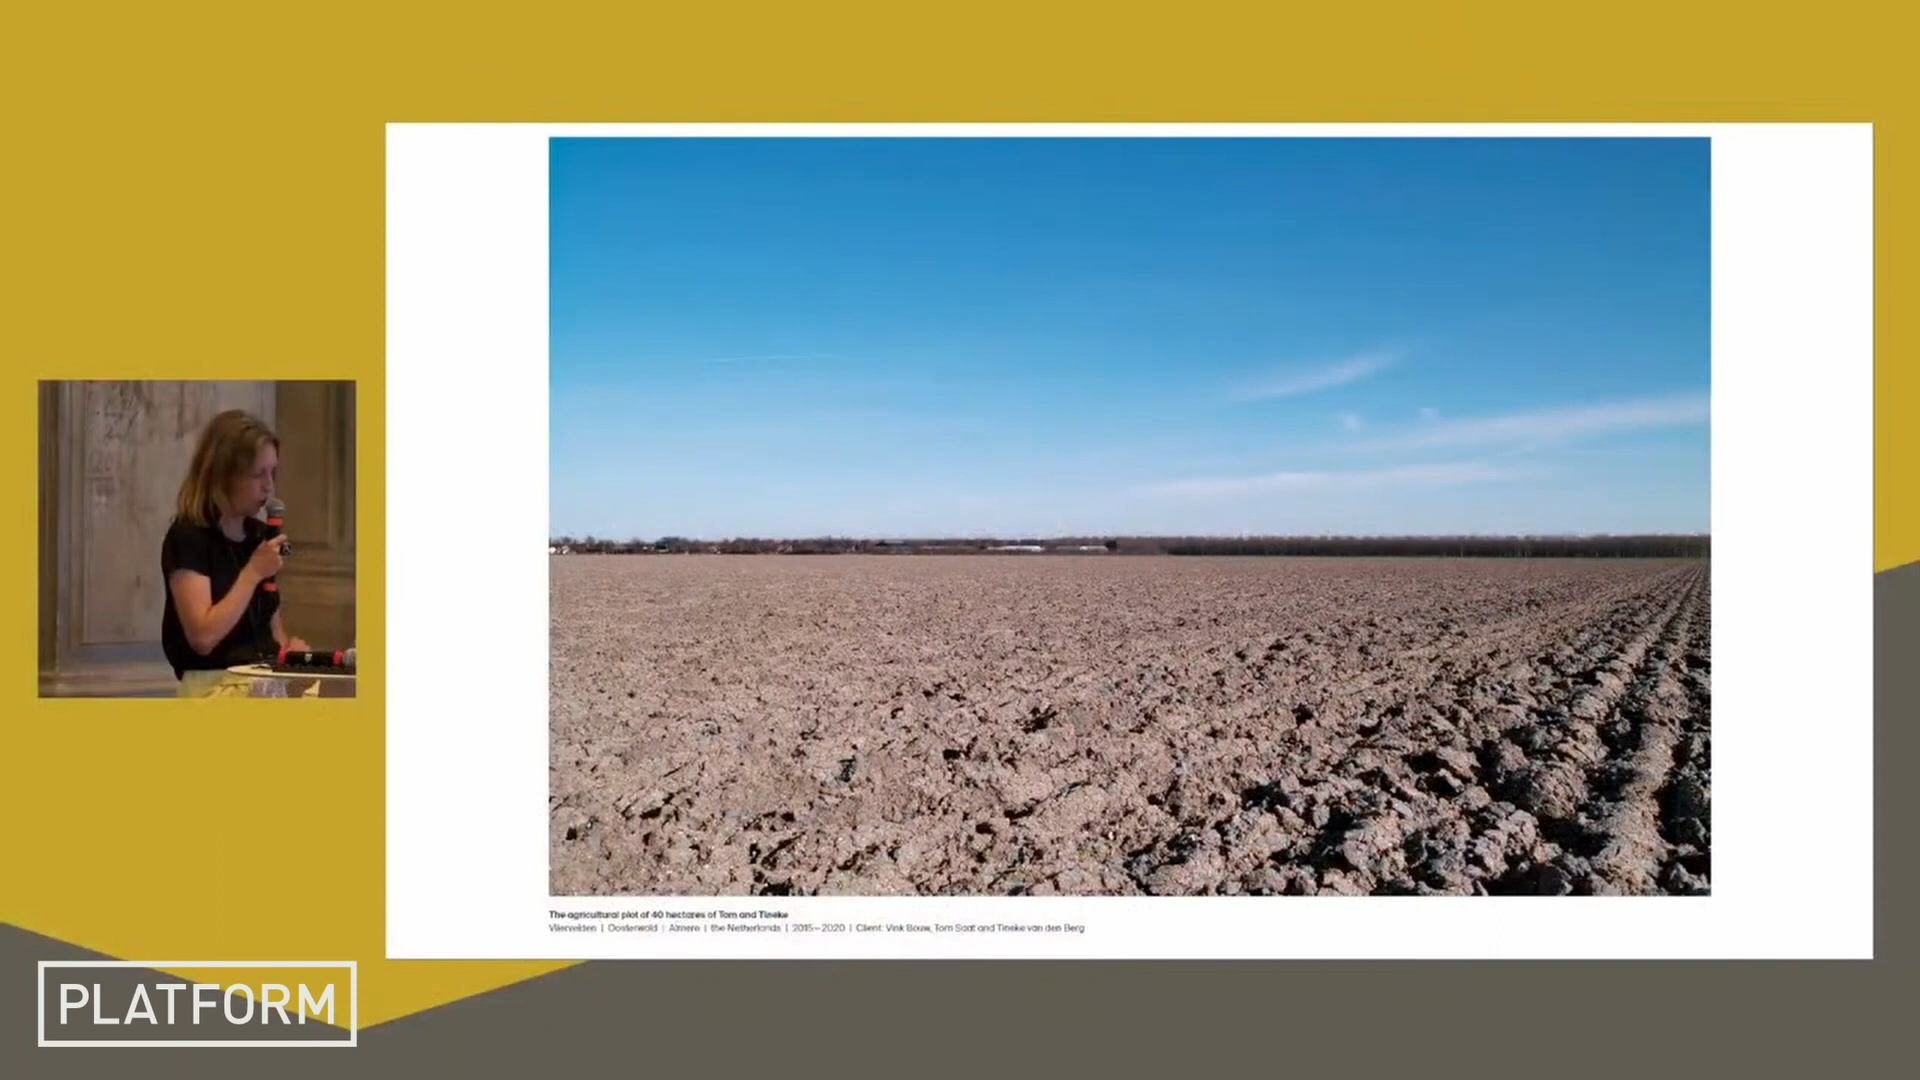 The agricultural plot of 40 hectares of Tom and Tineke
Vliervelden | Oosterwold | Almere | the Netherlands | 2015–2020 | Client: Vink Bouw, Tom Saat and Tineke van den Berg
PLATFORM